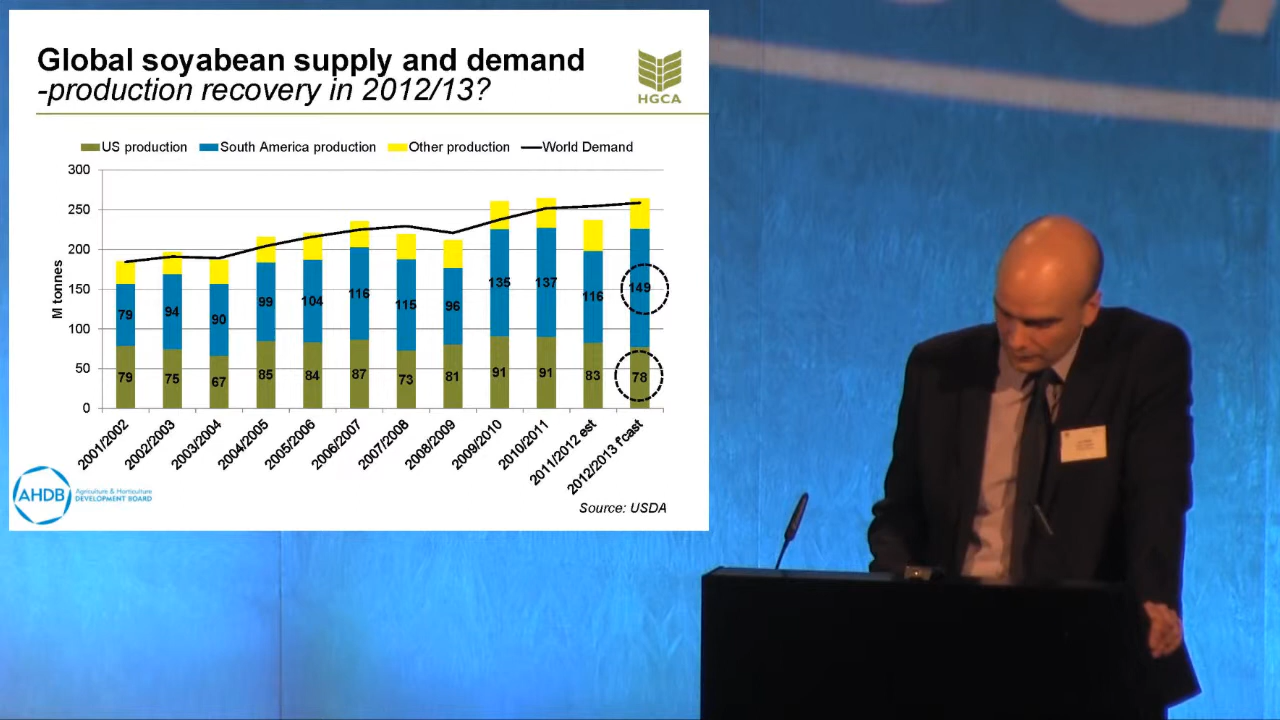 Global soyabean supply and demand
-production recovery in 2012/13?
HGCA
US production South America production Other production World Demand
M tonnes
300
250
200
150
100
50
0
79 94 90 99 104 116 115 96 135 137 116 149
79 75 67 85 84 87 73 81 91 91 83 78
2001/2002 2002/2003 2003/2004 2004/2005 2005/2006 2006/2007 2007/2008 2008/2009 2009/2010 2010/2011 2011/2012 est 2012/2013 f'cast
AHDB Agriculture & Horticulture
DEVELOPMENT BOARD
Source: USDA